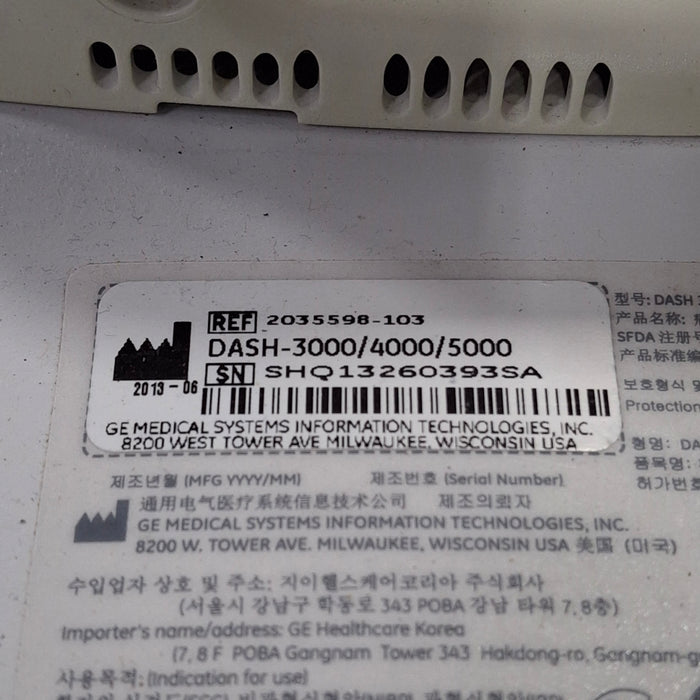 REF 2035598-103
DASH-3000/4000/5000
SN SHQ13260393SA
2013-06
GE MEDICAL SYSTEMS INFORMATION TECHNOLOGIES, INC.
8200 WEST TOWER AVE MILWAUKEE, WISCONSIN USA
型号: DASH
产品名称:
SFDA 注册号
产品标准编
보호형식 및
Protection
형명: DA
품목명:
허가번호
제조년월 (MFG YYYY/MM) 제조번호 (Serial Number)
通用电气医疗系统信息技术公司 제조의뢰자
GE MEDICAL SYSTEMS INFORMATION TECHNOLOGIES, INC.
8200 W. TOWER AVE. MILWAUKEE, WISCONSIN USA 美国 (미국)
수입업자 상호 및 주소: 지이헬스케어코리아 주식회사
(서울시 강남구 학동로 343 POBA 강남 타워 7, 8층)
Importer's name/address: GE Healthcare Korea
(7, 8 F POBA Gangnam Tower 343 Hakdong-ro, Gangnam-gu
사용목적: (Indication for use)